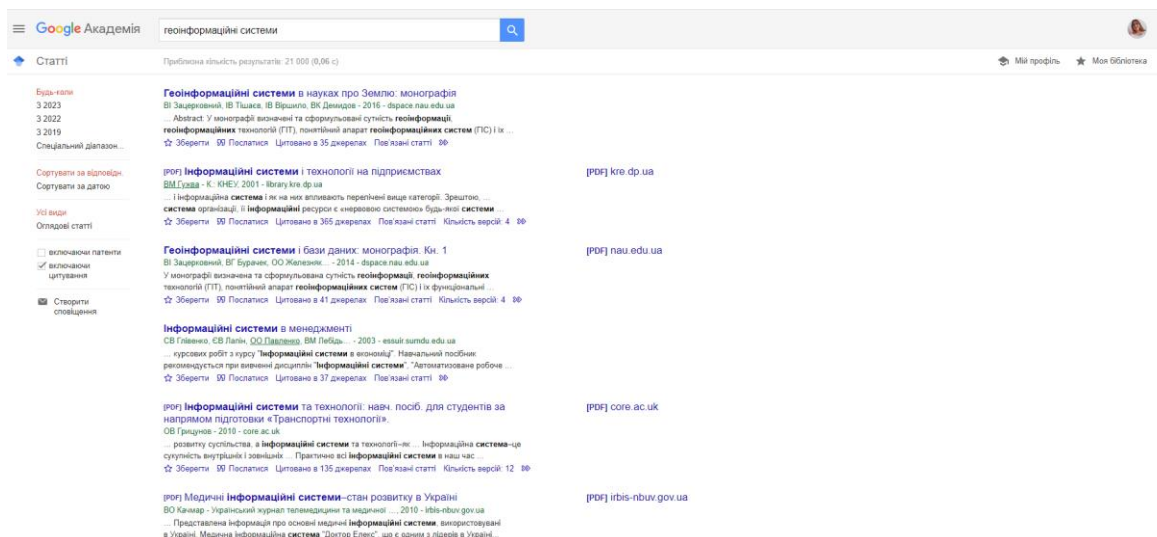 Google Академія
геоінформаційні системи
Статті
Приблизна кількість результатів: 21 000 (0,06 с)
Мій профіль
Моя бібліотека
Будь-коли
З 2023
З 2022
З 2019
Спеціальний діапазон...
Сортувати за відповідн.
Сортувати за датою
Усі види
Оглядові статті
включаючи патенти
включаючи
цитування
Створити
сповіщення
Геоінформаційні системи в науках про Землю: монографія
ВІ Зацерковний, ІВ Тішаєв, ІВ Віршило, ВК Демидов - 2016 - dspace.nau.edu.ua
... Abstract: У монографії визначені та сформульовані сутність геоінформації,
геоінформаційних технологій (ГІТ), понятійний апарат геоінформаційних систем (ГІС) і їх ...
Зберегти Послатися Цитовано в 35 джерелах Пов'язані статті
[PDF] Інформаційні системи і технології на підприємствах
ВМ Гужва - К.: КНЕУ, 2001 - library.kre.dp.ua
... і інформаційна система і як на них впливають перелічені вище категорії. Зрештою, ...
система організації, її інформаційні ресурси є «нервовою системою» будь-якої системи ...
Зберегти Послатися Цитовано в 365 джерелах Пов'язані статті Кількість версій: 4
[PDF] kre.dp.ua
Геоінформаційні системи і бази даних: монографія. Кн. 1
ВІ Зацерковний, ВГ Бурачек, ОО Железняк... - 2014 - dspace.nau.edu.ua
У монографії визначена та сформульована сутність геоінформації, геоінформаційних
технологій (ГІТ), понятійний апарат геоінформаційних систем (ГІС) і їх функціональні ...
Зберегти Послатися Цитовано в 41 джерелах Пов'язані статті Кількість версій: 4
[PDF] nau.edu.ua
Інформаційні системи в менеджменті
СВ Глівенко, ЄВ Лапін, ОО Павленко, ВМ Лебідь... - 2003 - essuir.sumdu.edu.ua
... курсових робіт з курсу "Інформаційні системи в економіці". Навчальний посібник
рекомендується при вивченні дисциплін "Інформаційні системи", "Автоматизоване робоче ...
Зберегти Послатися Цитовано в 37 джерелах Пов'язані статті
[PDF] Інформаційні системи та технології: навч. посіб. для студентів за
напрямом підготовки «Транспортні технології».
ОВ Грицунов - 2010 - core.ac.uk
... розвитку суспільства, а інформаційні системи та технології–як ... Інформаційна система–це
сукупність внутрішніх і зовнішніх ... Практично всі інформаційні системи в наш час ...
Зберегти Послатися Цитовано в 135 джерелах Пов'язані статті Кількість версій: 12
[PDF] core.ac.uk
[PDF] Медичні інформаційні системи–стан розвитку в Україні
ВО Качмар - Український журнал телемедицини та медичної ..., 2010 - irbis-nbuv.gov.ua
... Представлена інформація про основні медичні інформаційні системи, використовувані
в Україні. Медична інформаційна система "Доктор Елекс", що є одним з лідерів в Україні...
[PDF] irbis-nbuv.gov.ua